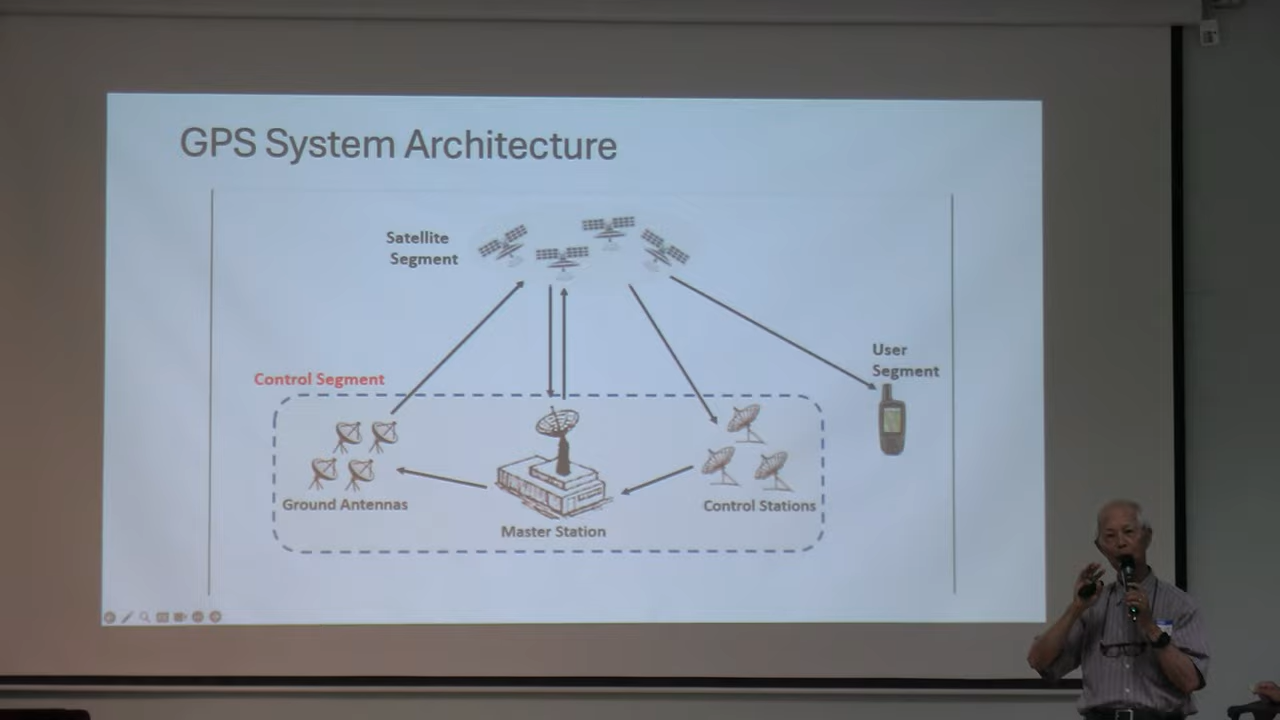 GPS System Architecture
Satellite
Segment
User
Segment
Control Segment
Ground Antennas
Master Station
Control Stations